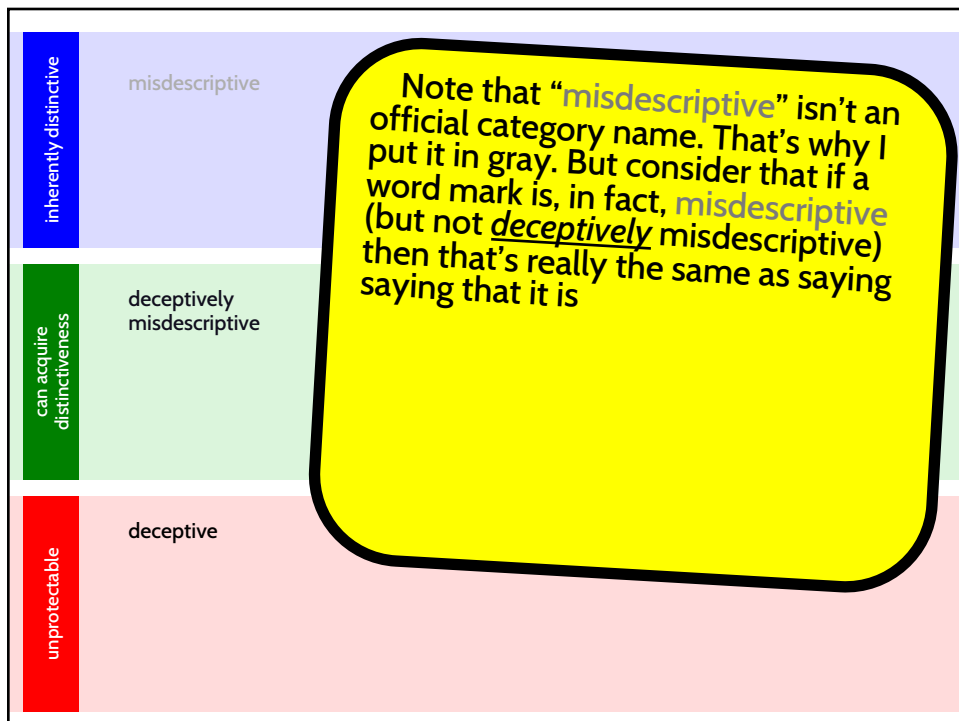 inherently distinctive
misdescriptive
can acquire
distinctiveness
deceptively
misdescriptive
unprotectable
deceptive
Note that “misdescriptive” isn’t an
official category name. That’s why I
put it in gray. But consider that if a
word mark is, in fact, misdescriptive
(but not deceptively misdescriptive)
then that’s really the same as saying
saying that it is